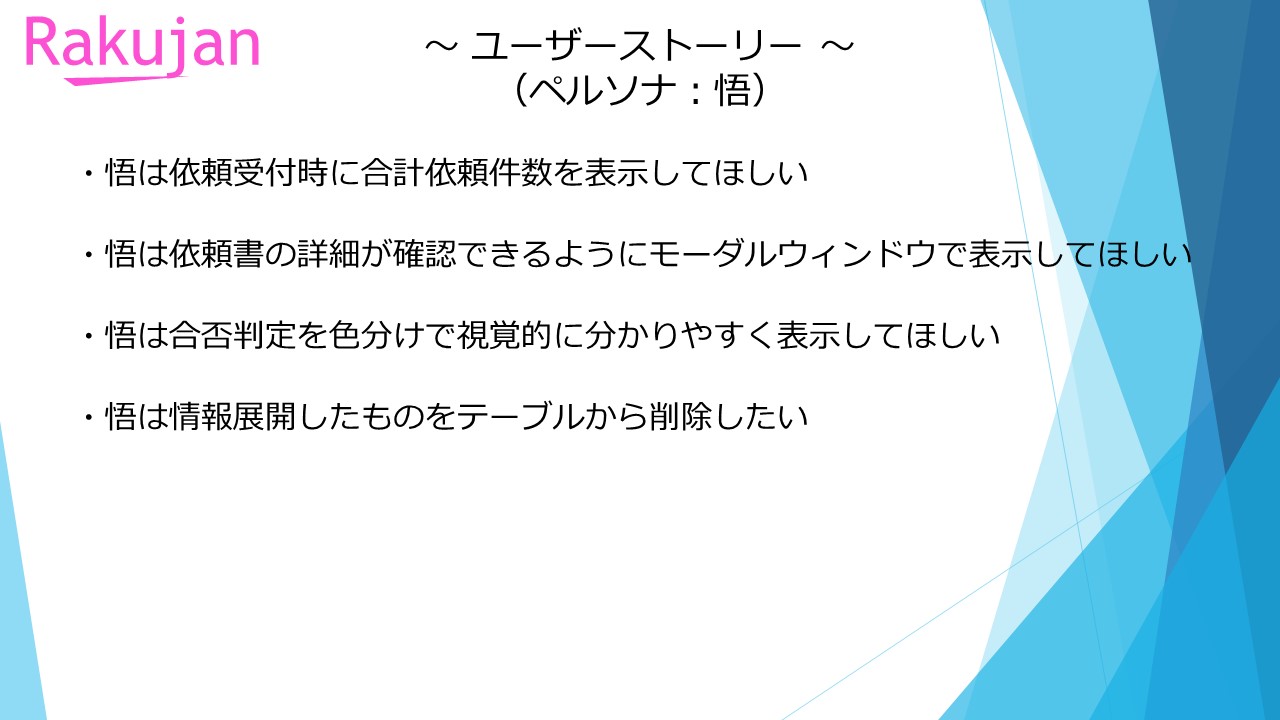 Rakujan
～ ユーザーストーリー ～
（ペルソナ：悟）
・悟は依頼受付時に合計依頼件数を表示してほしい
・悟は依頼書の詳細が確認できるようにモーダルウィンドウで表示してほしい
・悟は合否判定を色分けで視覚的に分かりやすく表示してほしい
・悟は情報展開したものをテーブルから削除したい